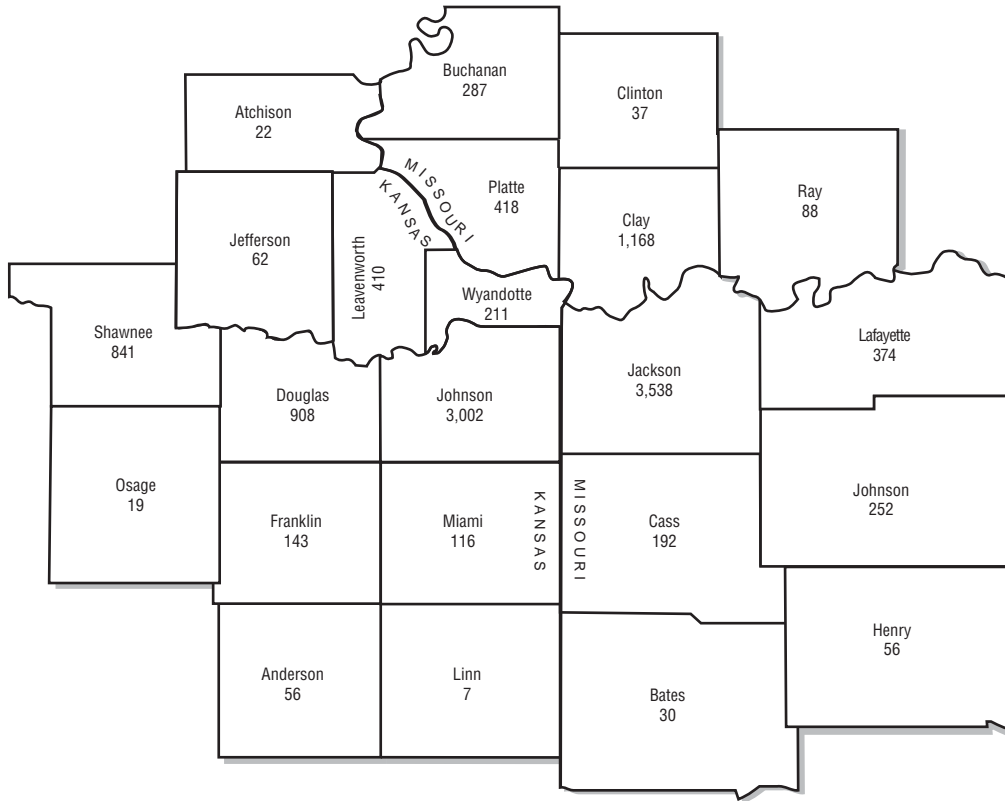 Buchanan
287
Clinton
37
Atchison
22
MISSOURI
KANSAS
Platte
418
Ray
88
Clay
1,168
Jefferson
62
Leavenworth
410
Wyandotte
211
Shawnee
841
Lafayette
374
Jackson
3,538
Douglas
908
Johnson
3,002
Osage
19
Franklin
143
Miami
116
KANSAS
MISSOURI
Cass
192
Johnson
252
Henry
56
Anderson
56
Linn
7
Bates
30